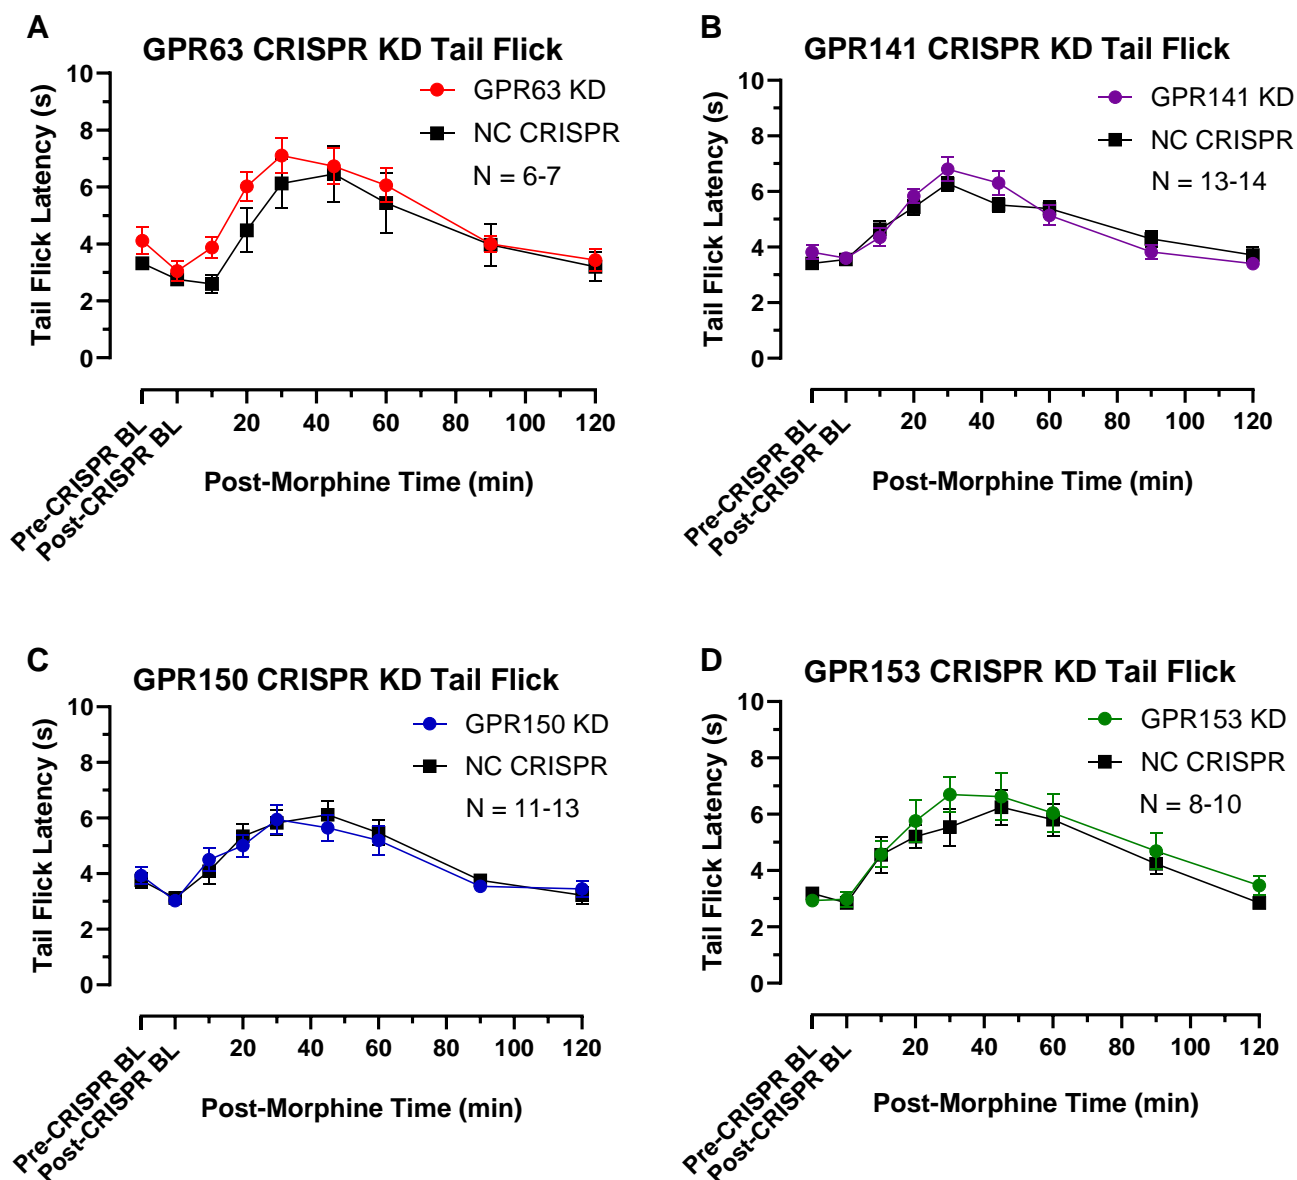 A
GPR63 CRISPR KD Tail Flick
Tail Flick Latency (s)
10
8
6
4
2
0
GPR63 KD
NC CRISPR
N = 6-7
20 40 60 80 100 120
Pre-CRISPR BL
Post-CRISPR BL
Post-Morphine Time (min)
B
GPR141 CRISPR KD Tail Flick
Tail Flick Latency (s)
10
8
6
4
2
0
GPR141 KD
NC CRISPR
N = 13-14
20 40 60 80 100 120
Pre-CRISPR BL
Post-CRISPR BL
Post-Morphine Time (min)
C
GPR150 CRISPR KD Tail Flick
Tail Flick Latency (s)
10
8
6
4
2
0
GPR150 KD
NC CRISPR
N = 11-13
20 40 60 80 100 120
Pre-CRISPR BL
Post-CRISPR BL
Post-Morphine Time (min)
D
GPR153 CRISPR KD Tail Flick
Tail Flick Latency (s)
10
8
6
4
2
0
GPR153 KD
NC CRISPR
N = 8-10
20 40 60 80 100 120
Pre-CRISPR BL
Post-CRISPR BL
Post-Morphine Time (min)